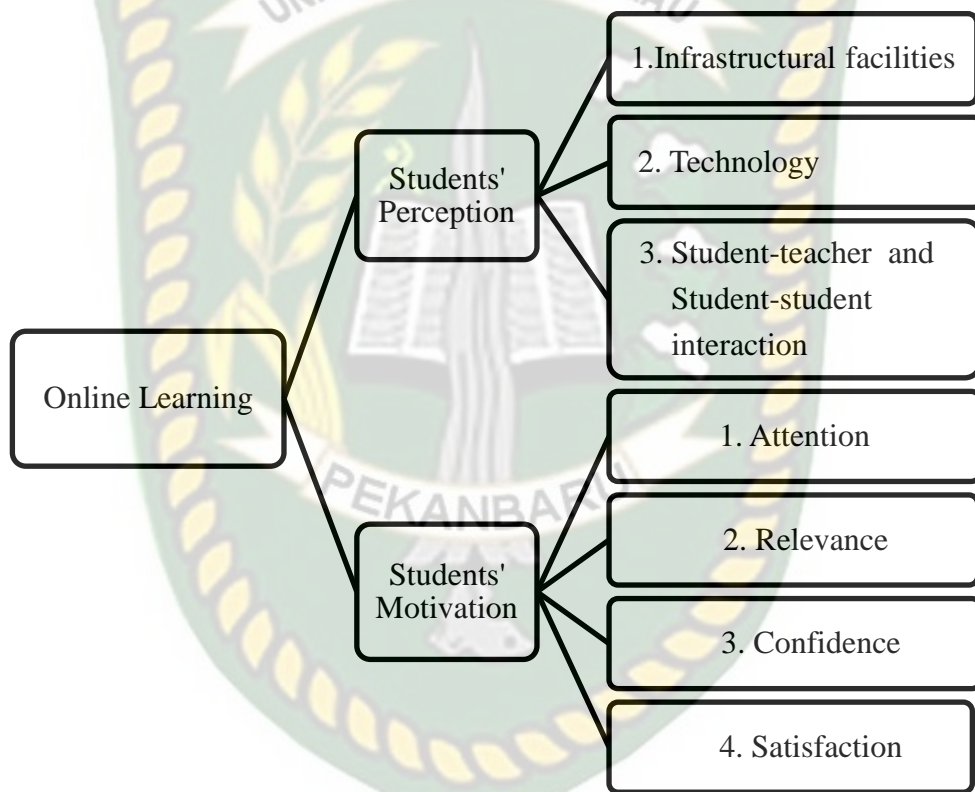 1.Infrastructural facilities
Students'
Perception
2. Technology
3. Student-teacher and
Student-student
interaction
Online Learning
1. Attention
PEKANBARU
2. Relevance
Students'
Motivation
3. Confidence
4. Satisfaction